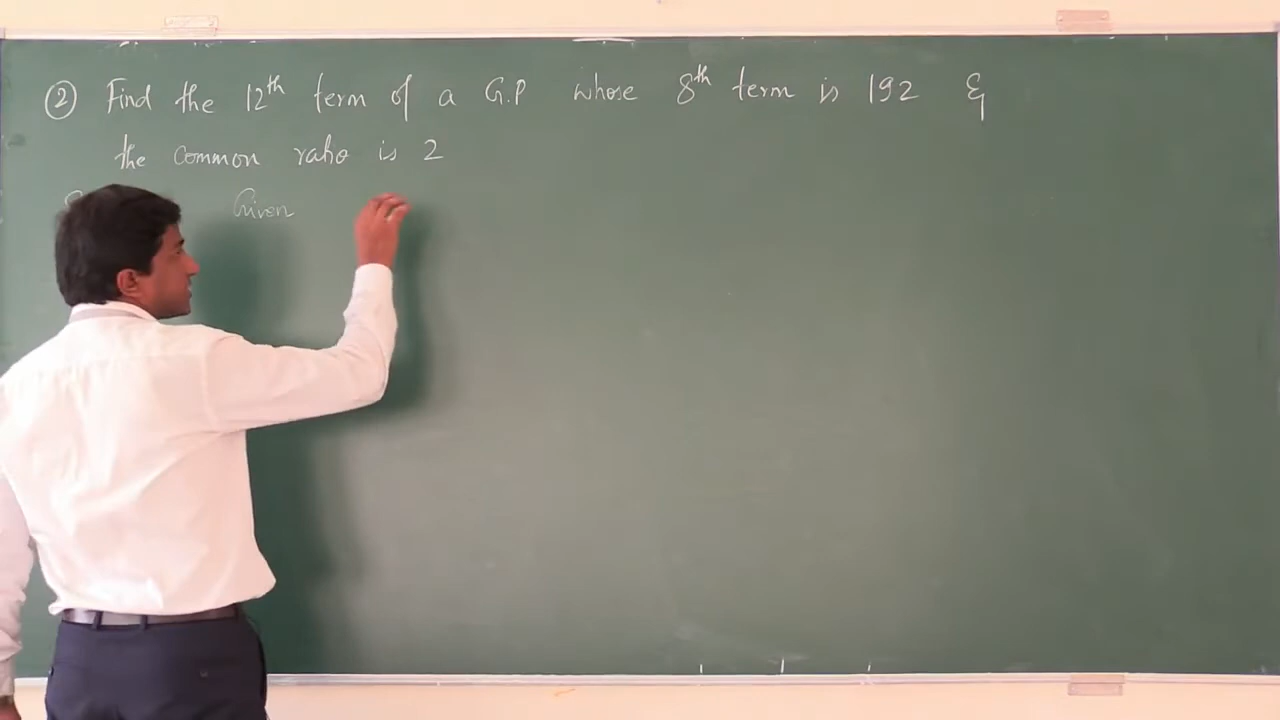 ② Find the 12th term of a G.P whose 8th term is 192 &
the common ratio is 2
Given